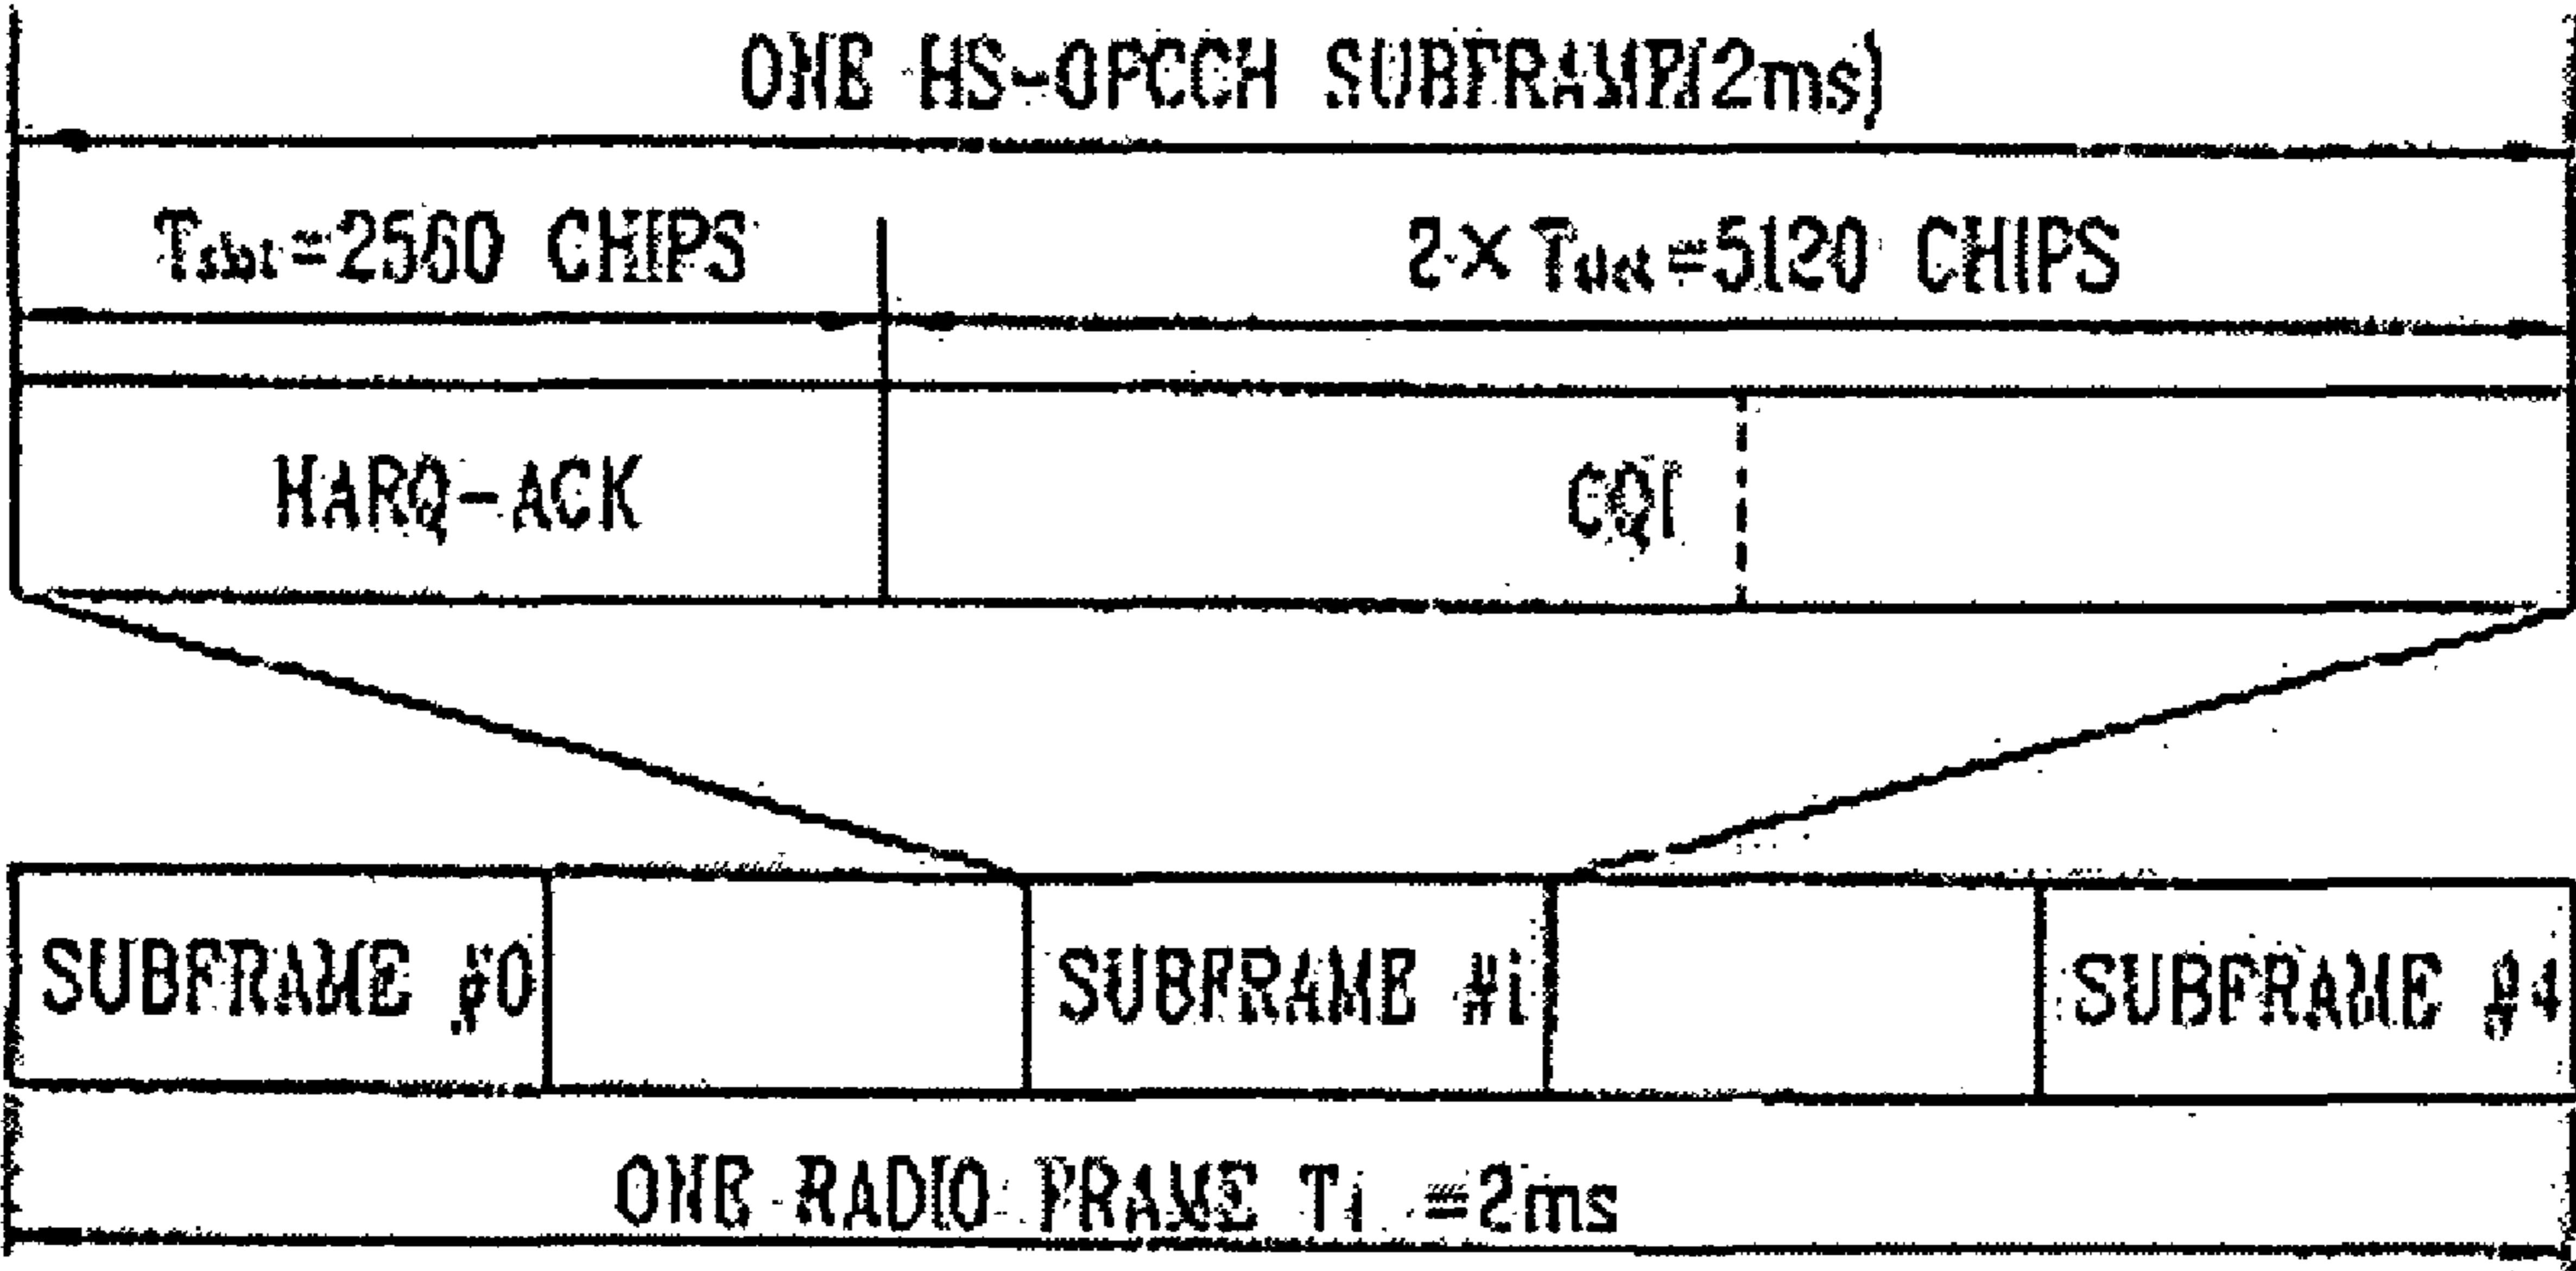 ONE HS-DPCCH SUBFRAME(2ms)
Tslot=2560 CHIPS
2×Tslot=5120 CHIPS
HARQ-ACK
CQI
SUBFRAME #0
SUBFRAME #i
SUBFRAME #4
ONE RADIO FRAME Ti =2ms